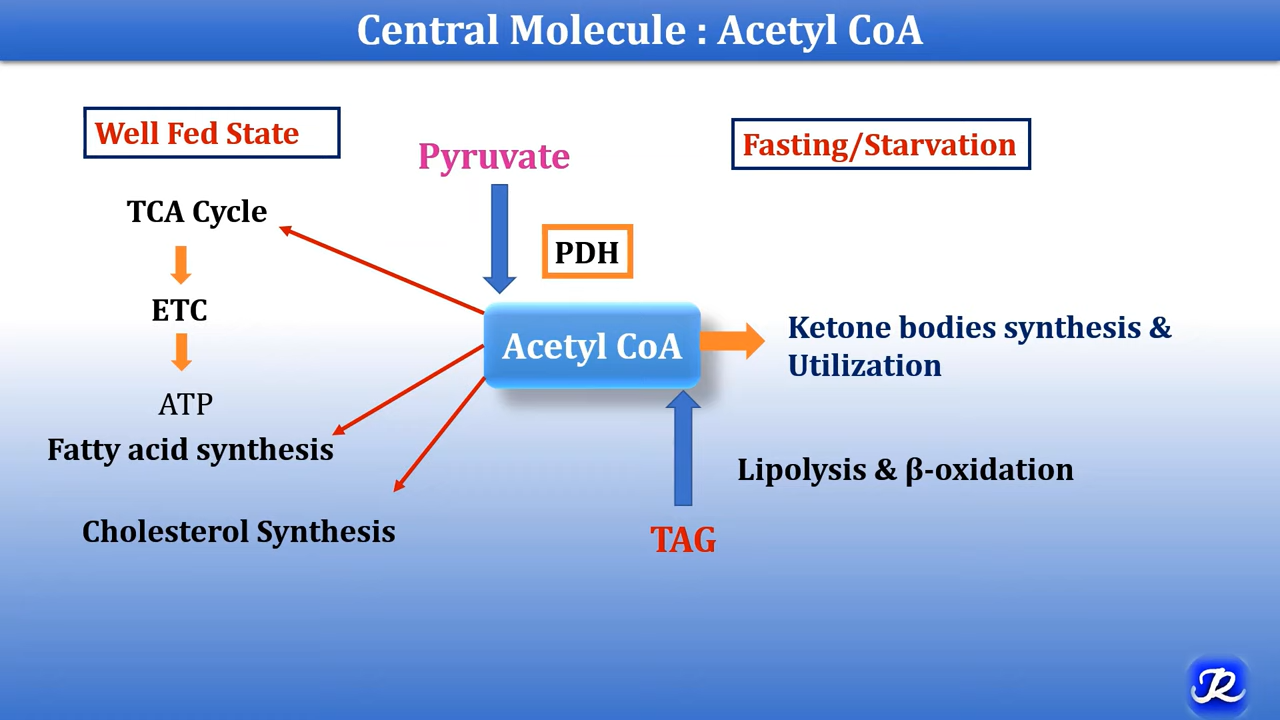 Central Molecule : Acetyl CoA
Well Fed State
Fasting/Starvation
Pyruvate
TCA Cycle
PDH
ETC
Acetyl CoA
Ketone bodies synthesis &
Utilization
ATP
Fatty acid synthesis
Lipolysis & β-oxidation
Cholesterol Synthesis
TAG
JR